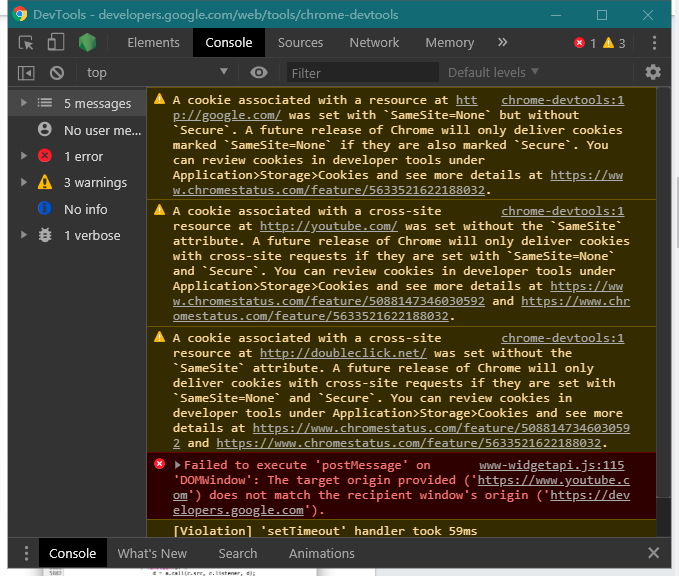 DevTools - developers.google.com/web/tools/chrome-devtools
Elements Console Sources Network Memory » 1 3
top Filter Default levels
5 messages
No user me...
1 error
3 warnings
No info
1 verbose
A cookie associated with a resource at htt chrome-devtools:1
p://google.com/ was set with `SameSite=None` but without
`Secure`. A future release of Chrome will only deliver cookies
marked `SameSite=None` if they are also marked `Secure`. You
can review cookies in developer tools under
Application>Storage>Cookies and see more details at https://ww
w.chromestatus.com/feature/5633521622188032.
A cookie associated with a cross-site chrome-devtools:1
resource at http://youtube.com/ was set without the `SameSite`
attribute. A future release of Chrome will only deliver cookies
with cross-site requests if they are set with `SameSite=None`
and `Secure`. You can review cookies in developer tools under
Application>Storage>Cookies and see more details at https://ww
w.chromestatus.com/feature/5088147346030592 and https://www.chr
omestatus.com/feature/5633521622188032.
A cookie associated with a cross-site chrome-devtools:1
resource at http://doubleclick.net/ was set without the
`SameSite` attribute. A future release of Chrome will only
deliver cookies with cross-site requests if they are set with
`SameSite=None` and `Secure`. You can review cookies in
developer tools under Application>Storage>Cookies and see more
details at https://www.chromestatus.com/feature/508814734603059
2 and https://www.chromestatus.com/feature/5633521622188032.
Failed to execute 'postMessage' on www-widgetapi.js:115
'DOMWindow': The target origin provided ('https://www.youtube.c
om') does not match the recipient window's origin ('https://dev
elopers.google.com').
[Violation] 'setTimeout' handler took 59ms
Console What's New Search Animations
d = a.call(c.src, c.listener, d);